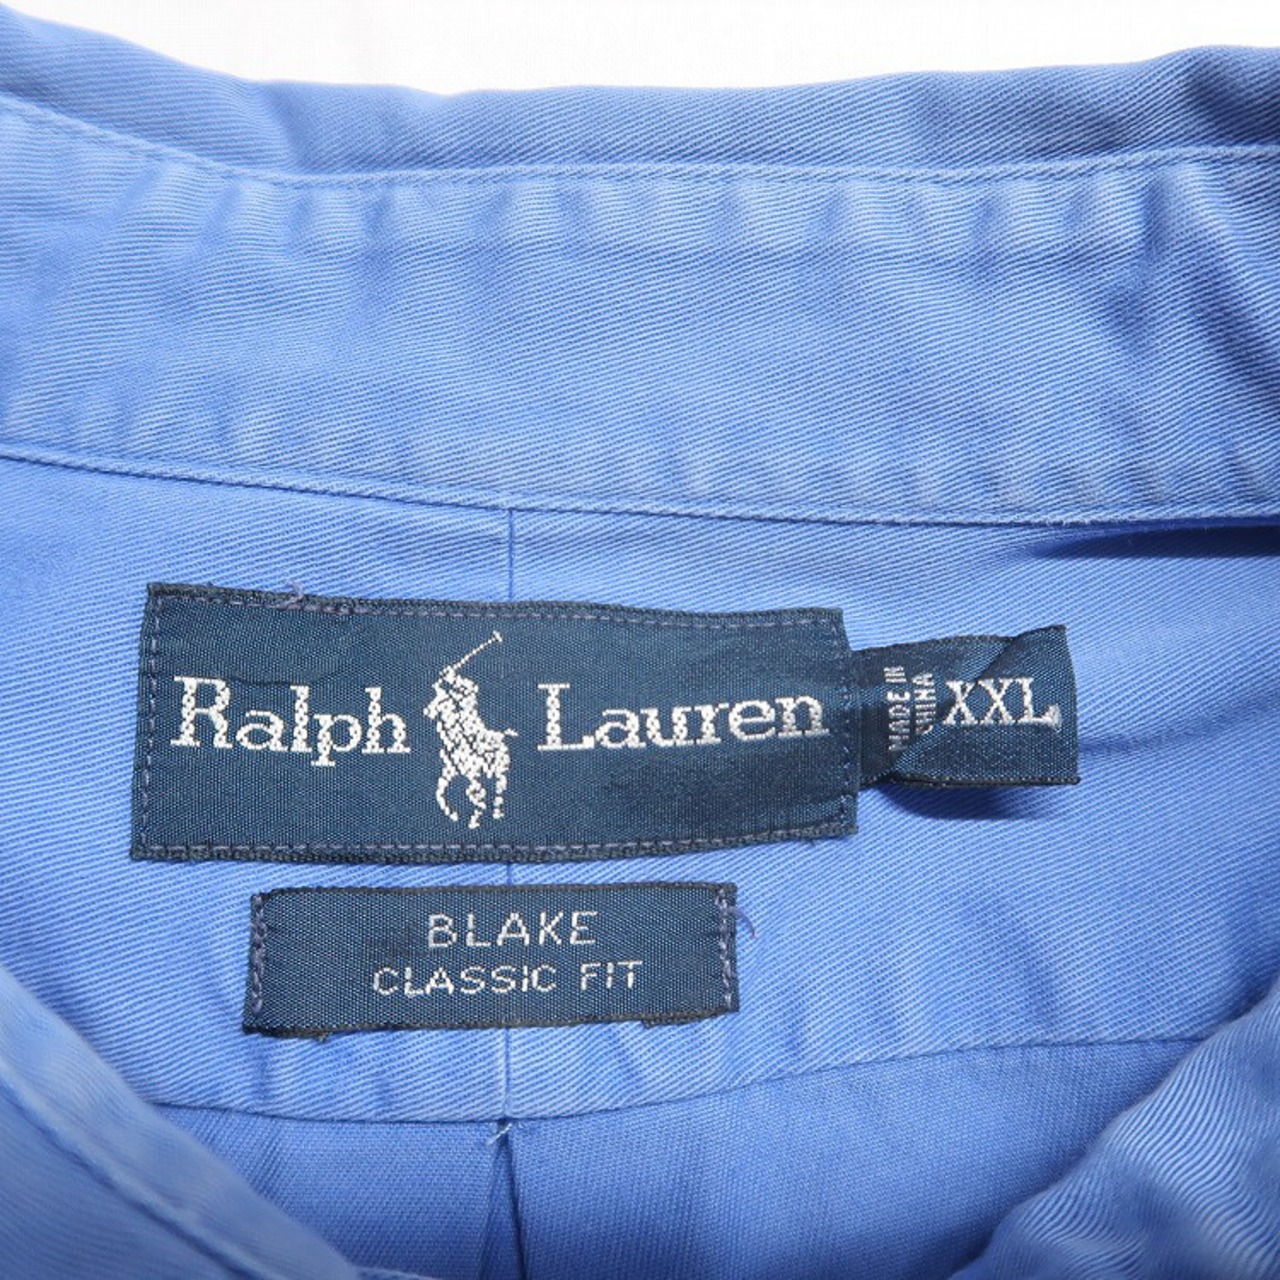 Ralph Lauren
MADE IN
CHINA
XXL
BLAKE
CLASSIC FIT